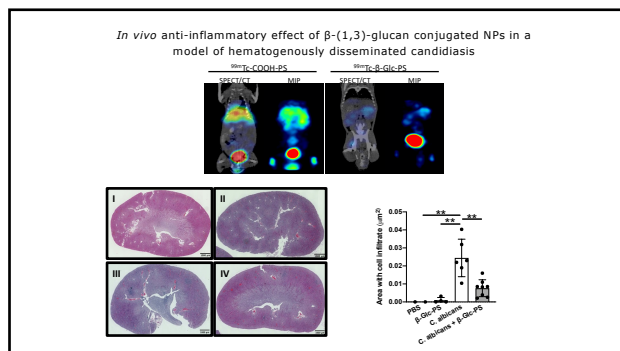 In vivo anti-inflammatory effect of β-(1,3)-glucan conjugated NPs in a
model of hematogenously disseminated candidiasis
⁹⁹ᵐTc-COOH-PS
⁹⁹ᵐTc-β-Glc-PS
SPECT/CT
MIP
SPECT/CT
MIP
I
II
III
IV
**
**
**
Area with cell infiltrate (µm²)
0.05
0.04
0.03
0.02
0.01
0.00
PBS
β-Glc-PS
C. albicans
C. albicans + β-Glc-PS